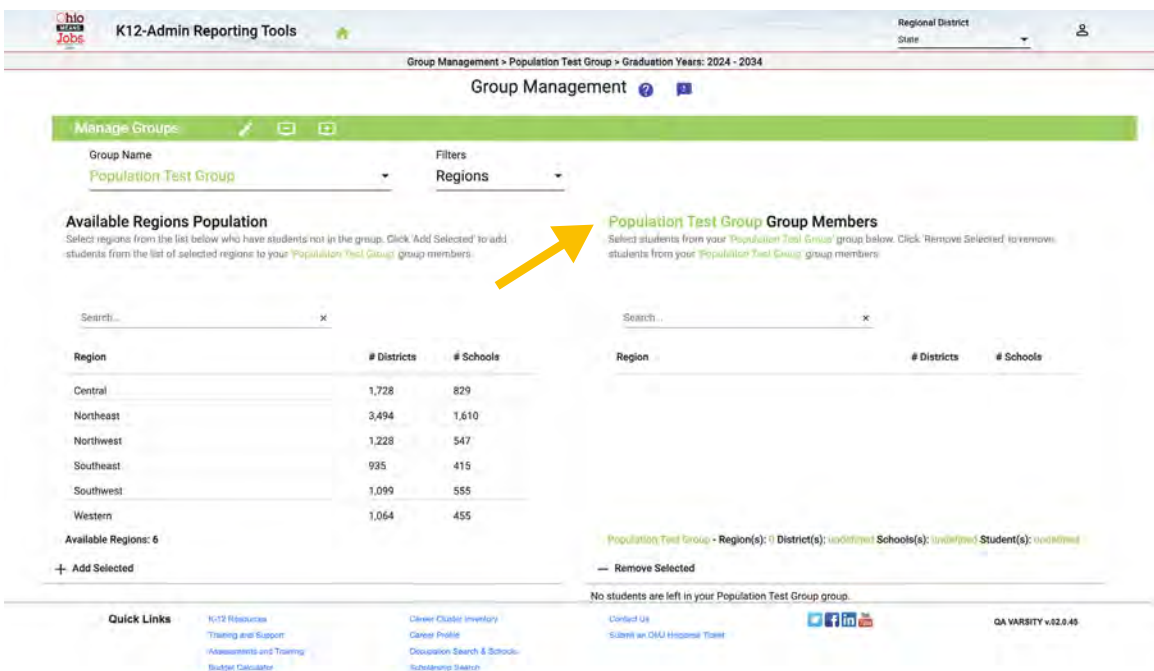 Ohio
MEANS
Jobs
K12-Admin Reporting Tools
Regional District
State
Group Management > Population Test Group > Graduation Years: 2024 - 2034
Group Management ?
Manage Groups
Group Name
Filters
Population Test Group
Regions
Available Regions Population
Select regions from the list below who have students not in the group. Click 'Add Selected' to add
students from the list of selected regions to your 'Population Test Group' group members.
Population Test Group Group Members
Select students from your 'Population Test Group' group below. Click 'Remove Selected' to remove
students from your 'Population Test Group' group members.
Search...
×
Search...
×
Region # Districts # Schools
Region # Districts # Schools
Central 1,728 829
Northeast 3,494 1,610
Northwest 1,228 547
Southeast 935 415
Southwest 1,099 555
Western 1,064 455
Available Regions: 6
Population Test Group - Region(s): 0 District(s): undefined Schools(s): undefined Student(s): undefined
+ Add Selected
− Remove Selected
No students are left in your Population Test Group group.
Quick Links
K-12 Resources
Training and Support
Assessments and Training
Budget Calculator
Career Cluster Inventory
Career Profile
Occupation Search & Schools
Scholarship Search
Contact Us
Submit an OMJ Response Ticket
QA VARSITY v.02.0.45